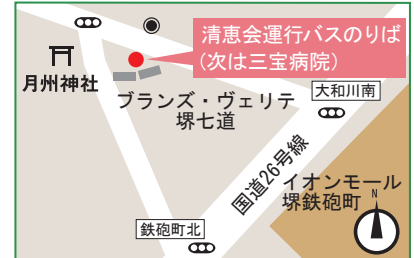 清恵会運行バスのりば
(次は三宝病院)
月州神社
ブランズ・ヴェリテ
堺七道
大和川南
国道26号線
イオンモール
堺鉄砲町
N
鉄砲町北